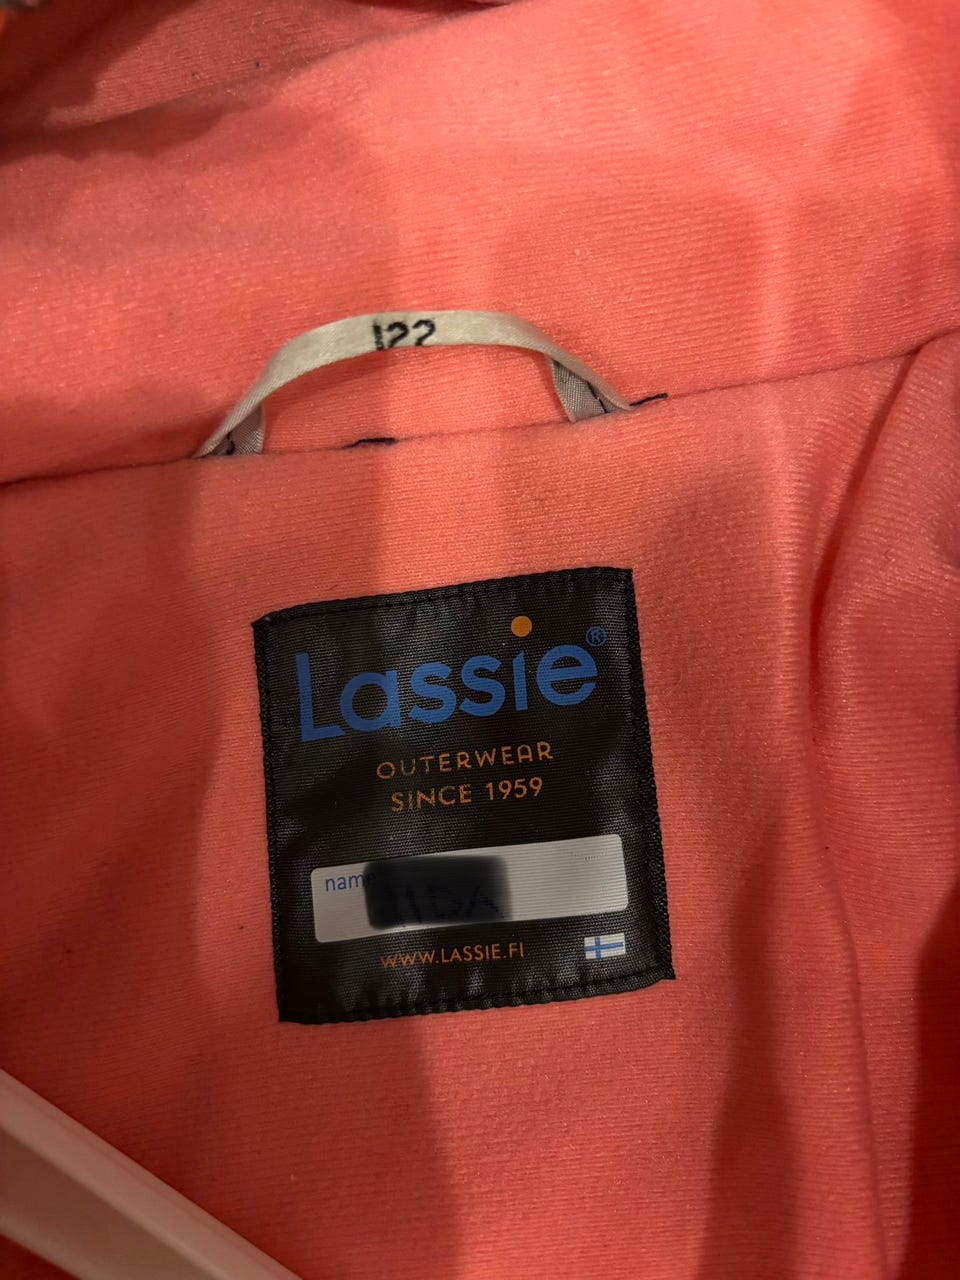 122
Lassie®
OUTERWEAR
SINCE 1959
name
WWW.LASSIE.FI